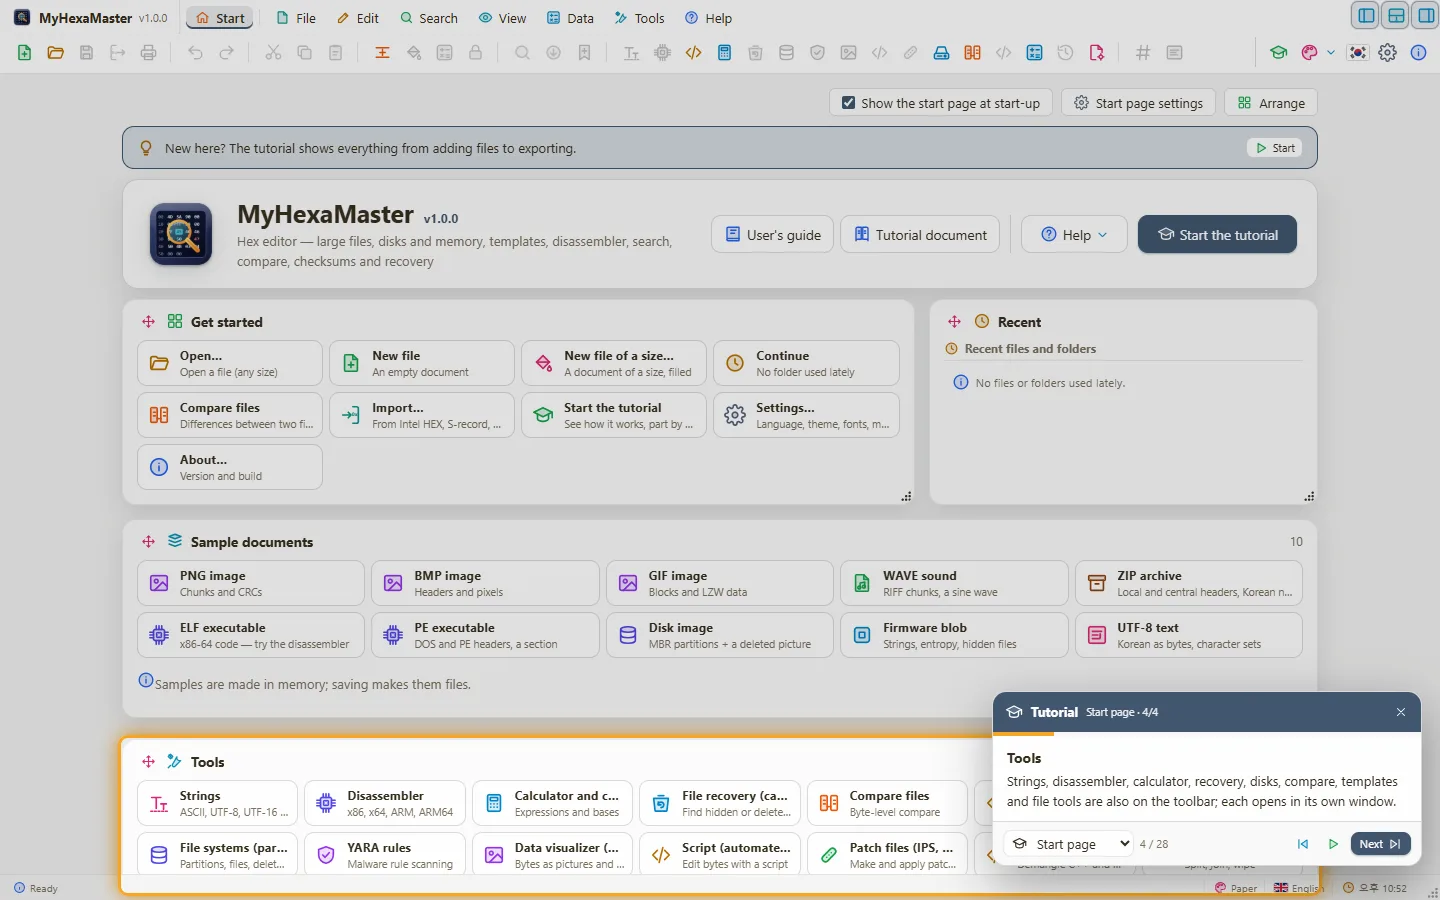 MyHexaMaster v1.0.0 Start File Edit Search View Data Tools Help
Show the start page at start-up Start page settings Arrange
New here? The tutorial shows everything from adding files to exporting. Start
MyHexaMaster v1.0.0
Hex editor — large files, disks and memory, templates, disassembler, search,
compare, checksums and recovery
User's guide Tutorial document Help Start the tutorial
Get started
Open...
Open a file (any size)
New file
An empty document
New file of a size...
A document of a size, filled
Continue
No folder used lately
Compare files
Differences between two fi...
Import...
From Intel HEX, S-record, ...
Start the tutorial
See how it works, part by ...
Settings...
Language, theme, fonts, m...
About...
Version and build
Recent
Recent files and folders
No files or folders used lately.
Sample documents 10
PNG image
Chunks and CRCs
BMP image
Headers and pixels
GIF image
Blocks and LZW data
WAVE sound
RIFF chunks, a sine wave
ZIP archive
Local and central headers, Korean n...
ELF executable
x86-64 code — try the disassembler
PE executable
DOS and PE headers, a section
Disk image
MBR partitions + a deleted picture
Firmware blob
Strings, entropy, hidden files
UTF-8 text
Korean as bytes, character sets
Samples are made in memory; saving makes them files.
Tools
Strings
ASCII, UTF-8, UTF-16 ...
Disassembler
x86, x64, ARM, ARM64
Calculator and c...
Expressions and bases
File recovery (ca...
Find hidden or delete...
Compare files
Byte-level compare
File systems (par...
Partitions, files, delet...
YARA rules
Malware rule scanning
Data visualizer (...
Bytes as pictures and ...
Script (automate...
Edit bytes with a script
Patch files (IPS, ...
Make and apply patc...
Tutorial Start page · 4/4
Tools
Strings, disassembler, calculator, recovery, disks, compare, templates
and file tools are also on the toolbar; each opens in its own window.
Start page 4 / 28 Next
Ready Paper English 오후 10:52